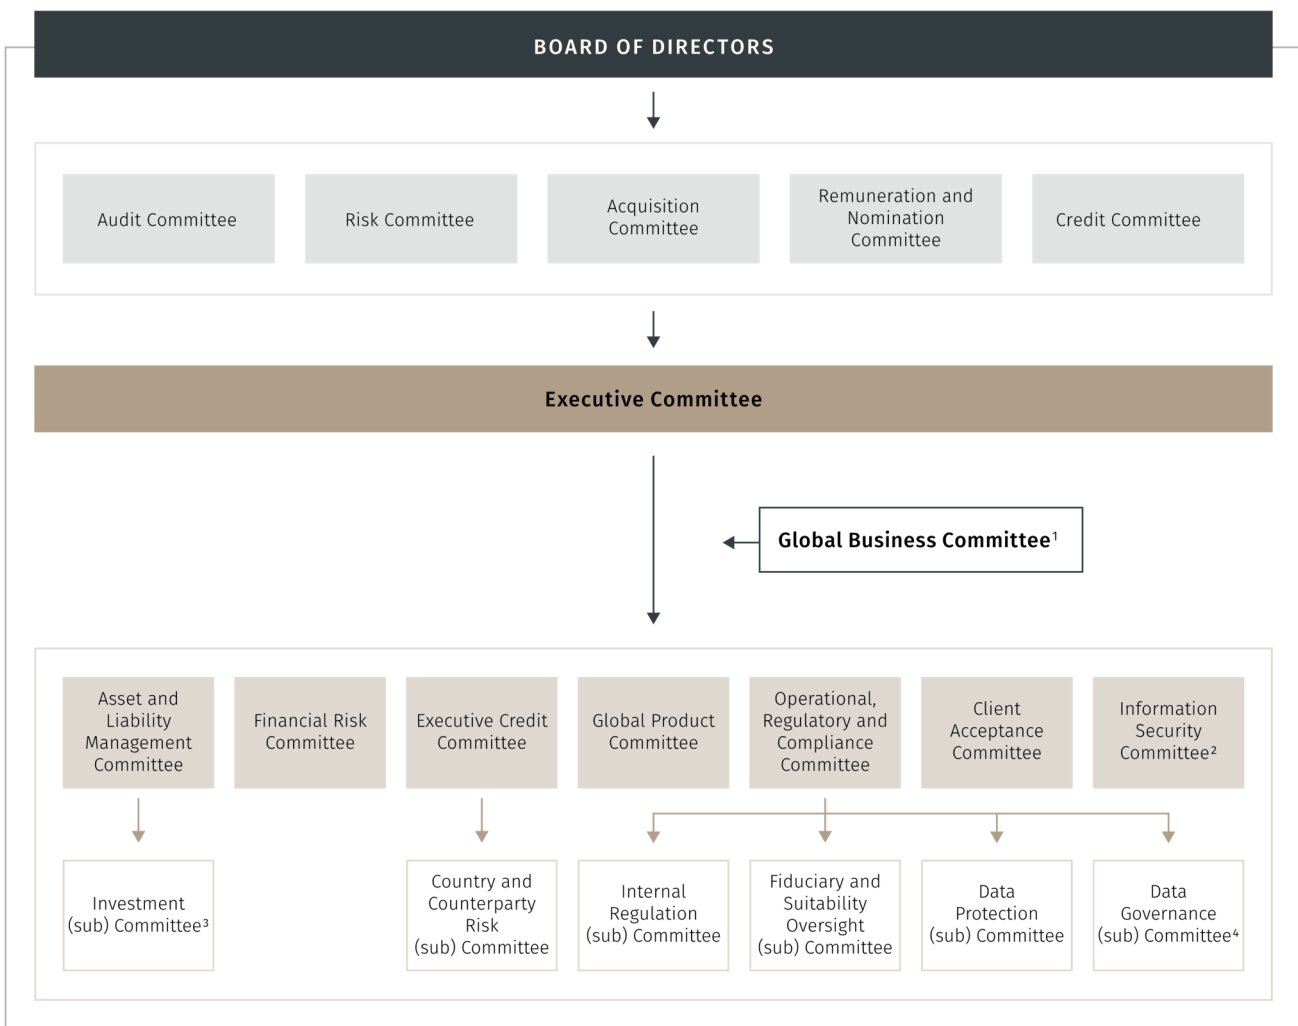 BOARD OF DIRECTORS
Audit Committee
Risk Committee
Acquisition
Committee
Remuneration and
Nomination
Committee
Credit Committee
Executive Committee
Global Business Committee¹
Asset and
Liability
Management
Committee
Financial Risk
Committee
Executive Credit
Committee
Global Product
Committee
Operational,
Regulatory and
Compliance
Committee
Client
Acceptance
Committee
Information
Security
Committee²
Investment
(sub) Committee³
Country and
Counterparty
Risk
(sub) Committee
Internal
Regulation
(sub) Committee
Fiduciary and
Suitability
Oversight
(sub) Committee
Data
Protection
(sub) Committee
Data
Governance
(sub) Committee⁴